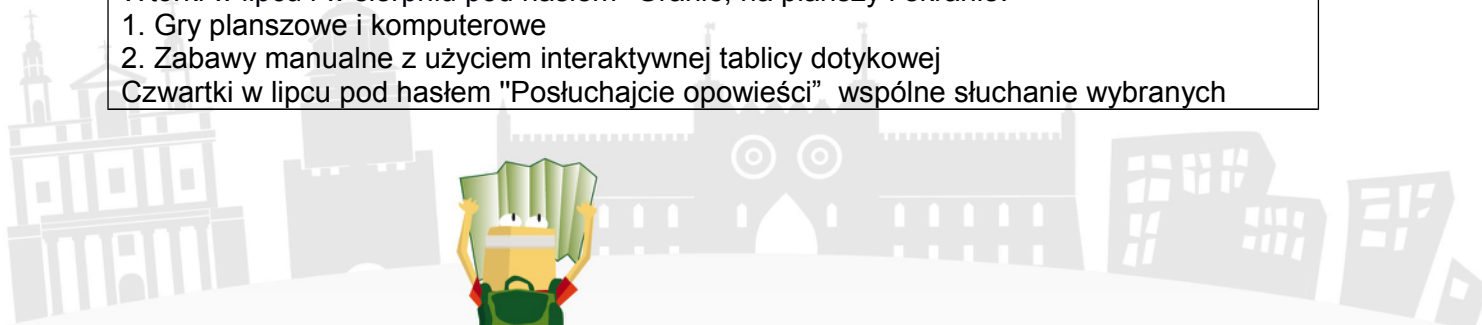 1. Gry planszowe i komputerowe
2. Zabawy manualne z użyciem interaktywnej tablicy dotykowej
Czwartki w lipcu pod hasłem "Posłuchajcie opowieści” wspólne słuchanie wybranych